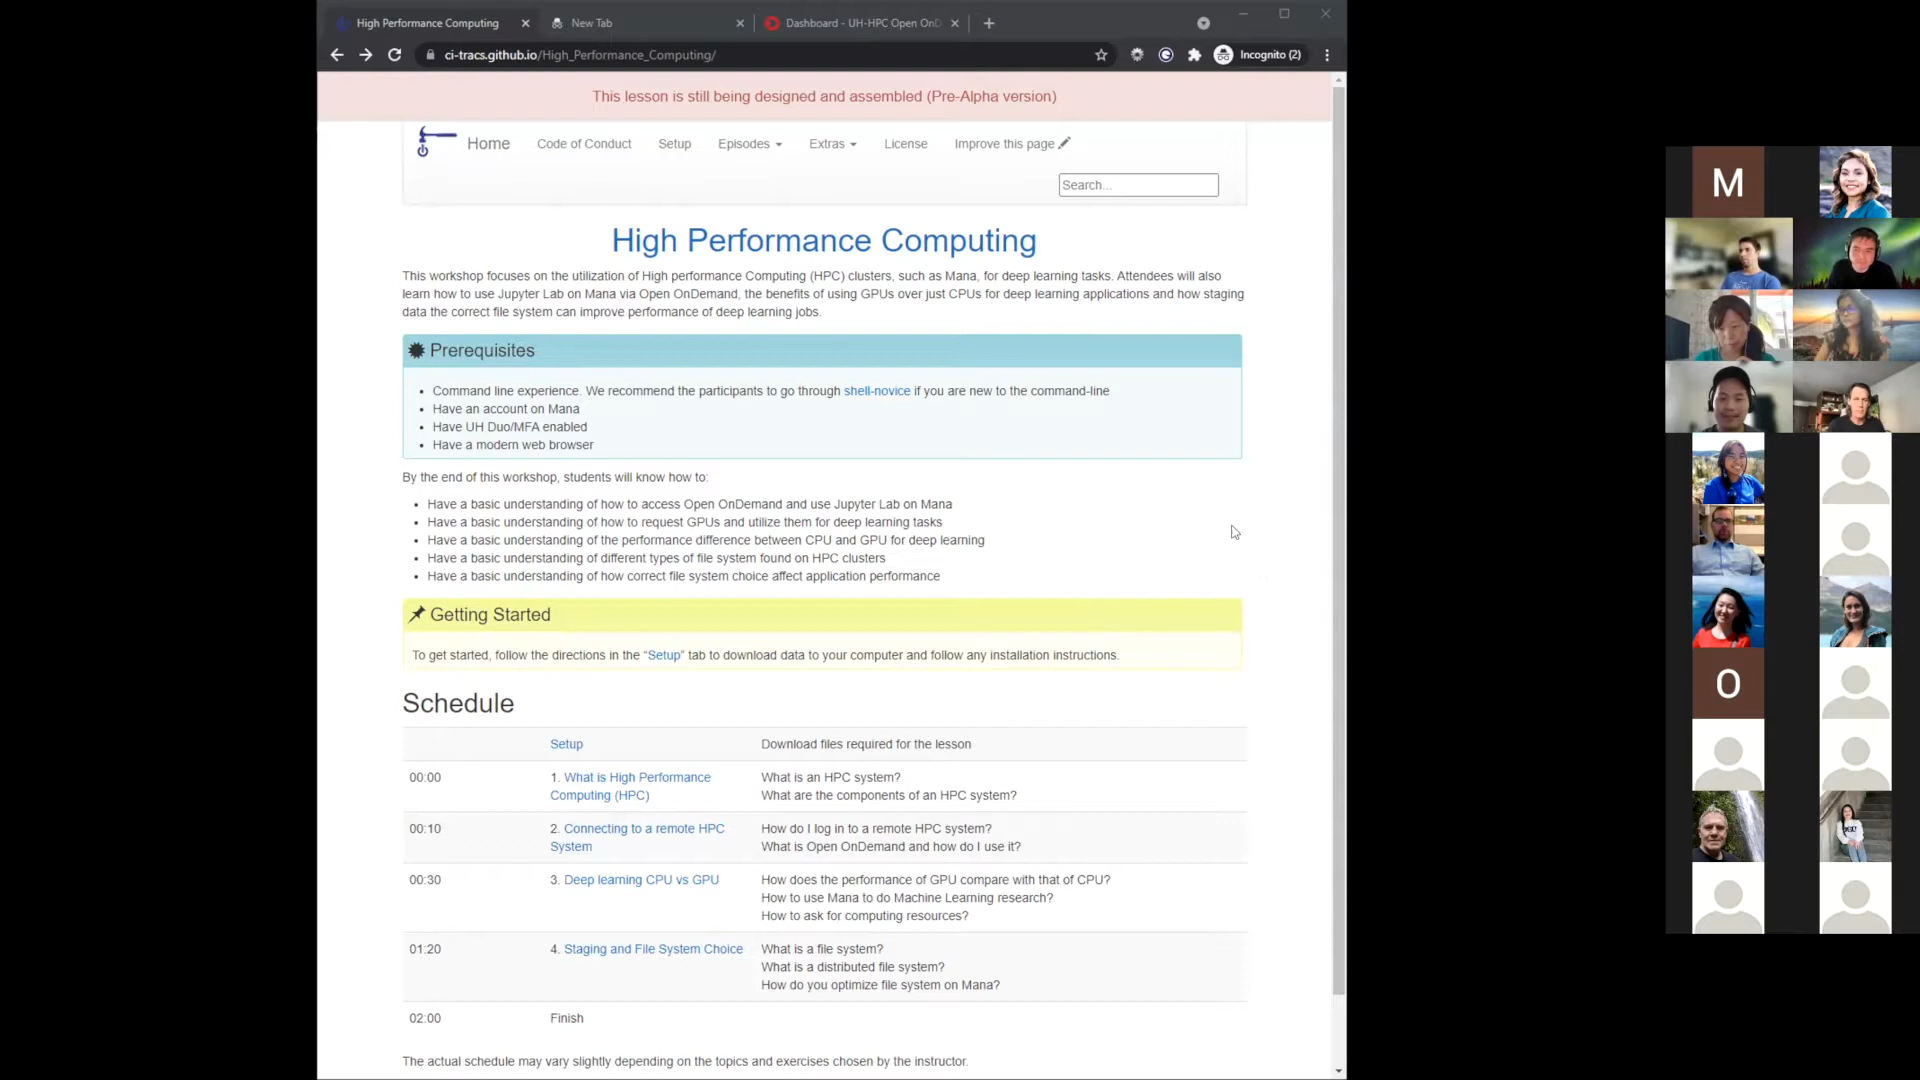 High Performance Computing
New Tab
Dashboard - UH-HPC Open OnD
ci-tracs.github.io/High_Performance_Computing/
Incognito (2)
This lesson is still being designed and assembled (Pre-Alpha version)
Home Code of Conduct Setup Episodes Extras License Improve this page
Search...
High Performance Computing
This workshop focuses on the utilization of High performance Computing (HPC) clusters, such as Mana, for deep learning tasks. Attendees will also
learn how to use Jupyter Lab on Mana via Open OnDemand, the benefits of using GPUs over just CPUs for deep learning applications and how staging
data the correct file system can improve performance of deep learning jobs.
Prerequisites
• Command line experience. We recommend the participants to go through shell-novice if you are new to the command-line
• Have an account on Mana
• Have UH Duo/MFA enabled
• Have a modern web browser
By the end of this workshop, students will know how to:
• Have a basic understanding of how to access Open OnDemand and use Jupyter Lab on Mana
• Have a basic understanding of how to request GPUs and utilize them for deep learning tasks
• Have a basic understanding of the performance difference between CPU and GPU for deep learning
• Have a basic understanding of different types of file system found on HPC clusters
• Have a basic understanding of how correct file system choice affect application performance
Getting Started
To get started, follow the directions in the “Setup” tab to download data to your computer and follow any installation instructions.
Schedule
Setup Download files required for the lesson
00:00 1. What is High Performance What is an HPC system?
Computing (HPC) What are the components of an HPC system?
00:10 2. Connecting to a remote HPC How do I log in to a remote HPC system?
System What is Open OnDemand and how do I use it?
00:30 3. Deep learning CPU vs GPU How does the performance of GPU compare with that of CPU?
How to use Mana to do Machine Learning research?
How to ask for computing resources?
01:20 4. Staging and File System Choice What is a file system?
What is a distributed file system?
How do you optimize file system on Mana?
02:00 Finish
The actual schedule may vary slightly depending on the topics and exercises chosen by the instructor.
M
O